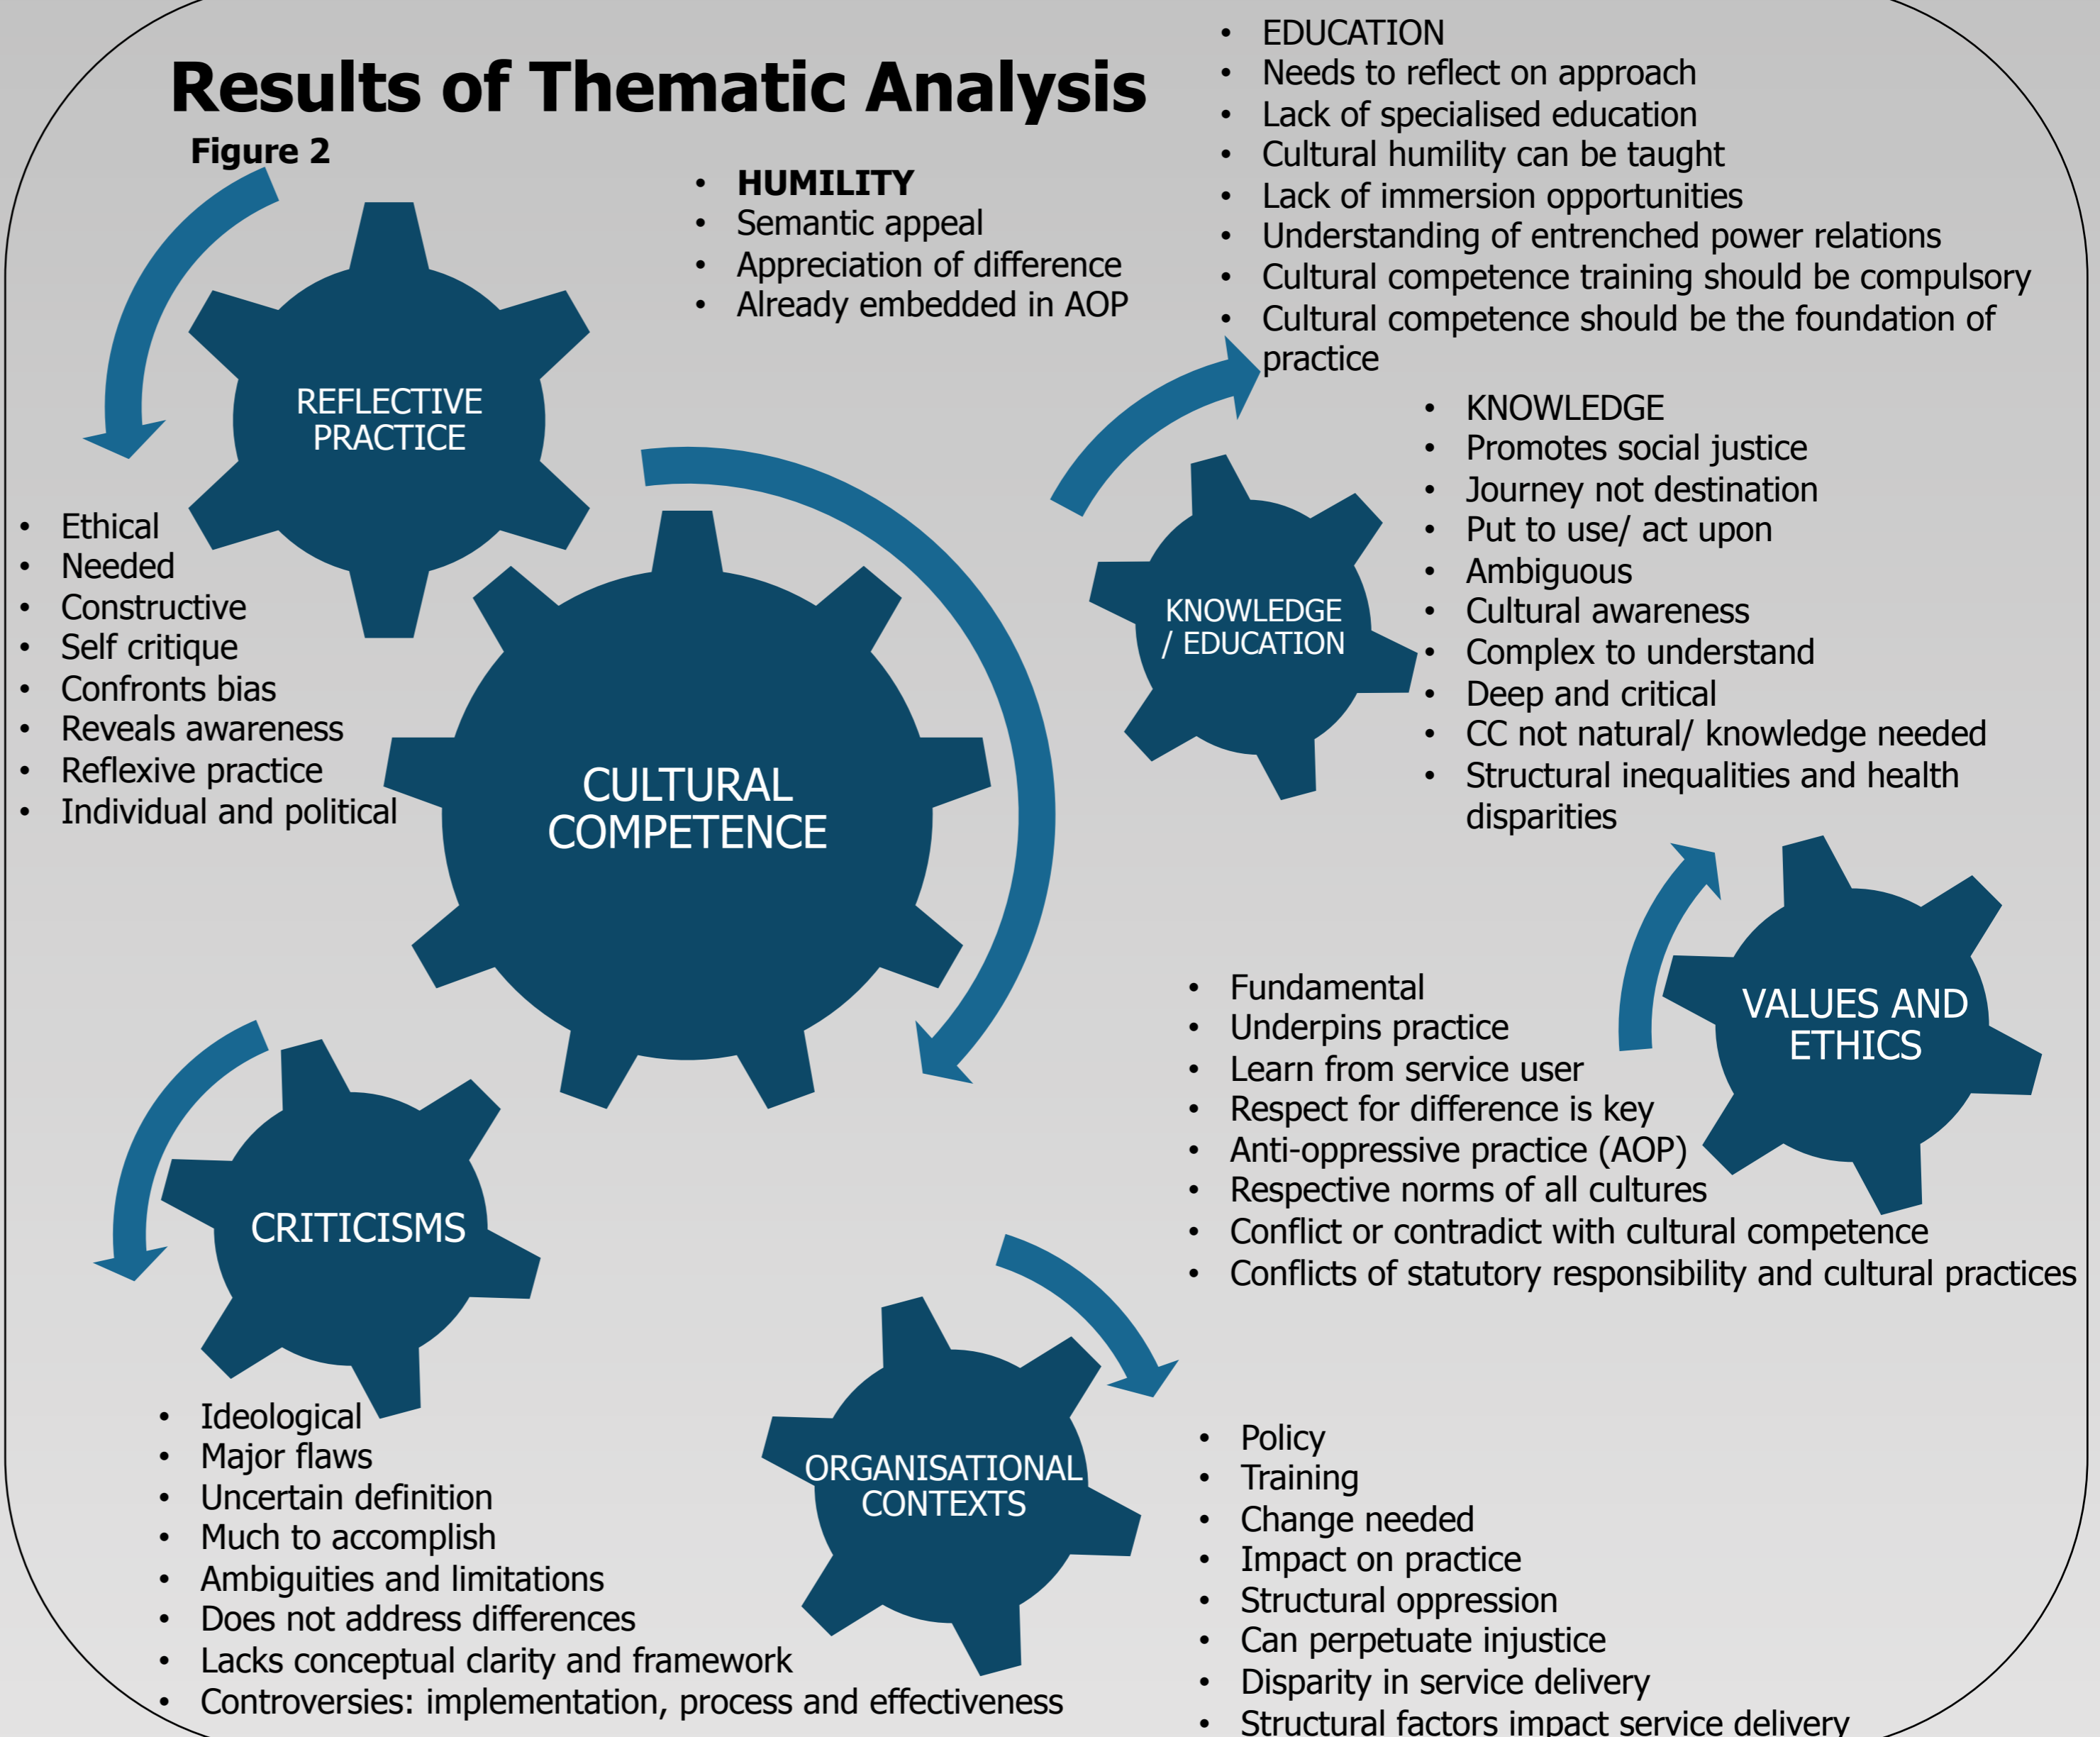 Results of Thematic Analysis
Figure 2
• HUMILITY
• Semantic appeal
• Appreciation of difference
• Already embedded in AOP
• EDUCATION
• Needs to reflect on approach
• Lack of specialised education
• Cultural humility can be taught
• Lack of immersion opportunities
• Understanding of entrenched power relations
• Cultural competence training should be compulsory
• Cultural competence should be the foundation of
practice
REFLECTIVE
PRACTICE
• Ethical
• Needed
• Constructive
• Self critique
• Confronts bias
• Reveals awareness
• Reflexive practice
• Individual and political
CULTURAL
COMPETENCE
KNOWLEDGE
/ EDUCATION
• KNOWLEDGE
• Promotes social justice
• Journey not destination
• Put to use/ act upon
• Ambiguous
• Cultural awareness
• Complex to understand
• Deep and critical
• CC not natural/ knowledge needed
• Structural inequalities and health
disparities
VALUES AND
ETHICS
• Fundamental
• Underpins practice
• Learn from service user
• Respect for difference is key
• Anti-oppressive practice (AOP)
• Respective norms of all cultures
• Conflict or contradict with cultural competence
• Conflicts of statutory responsibility and cultural practices
CRITICISMS
• Ideological
• Major flaws
• Uncertain definition
• Much to accomplish
• Ambiguities and limitations
• Does not address differences
• Lacks conceptual clarity and framework
• Controversies: implementation, process and effectiveness
ORGANISATIONAL
CONTEXTS
• Policy
• Training
• Change needed
• Impact on practice
• Structural oppression
• Can perpetuate injustice
• Disparity in service delivery
• Structural factors impact service delivery